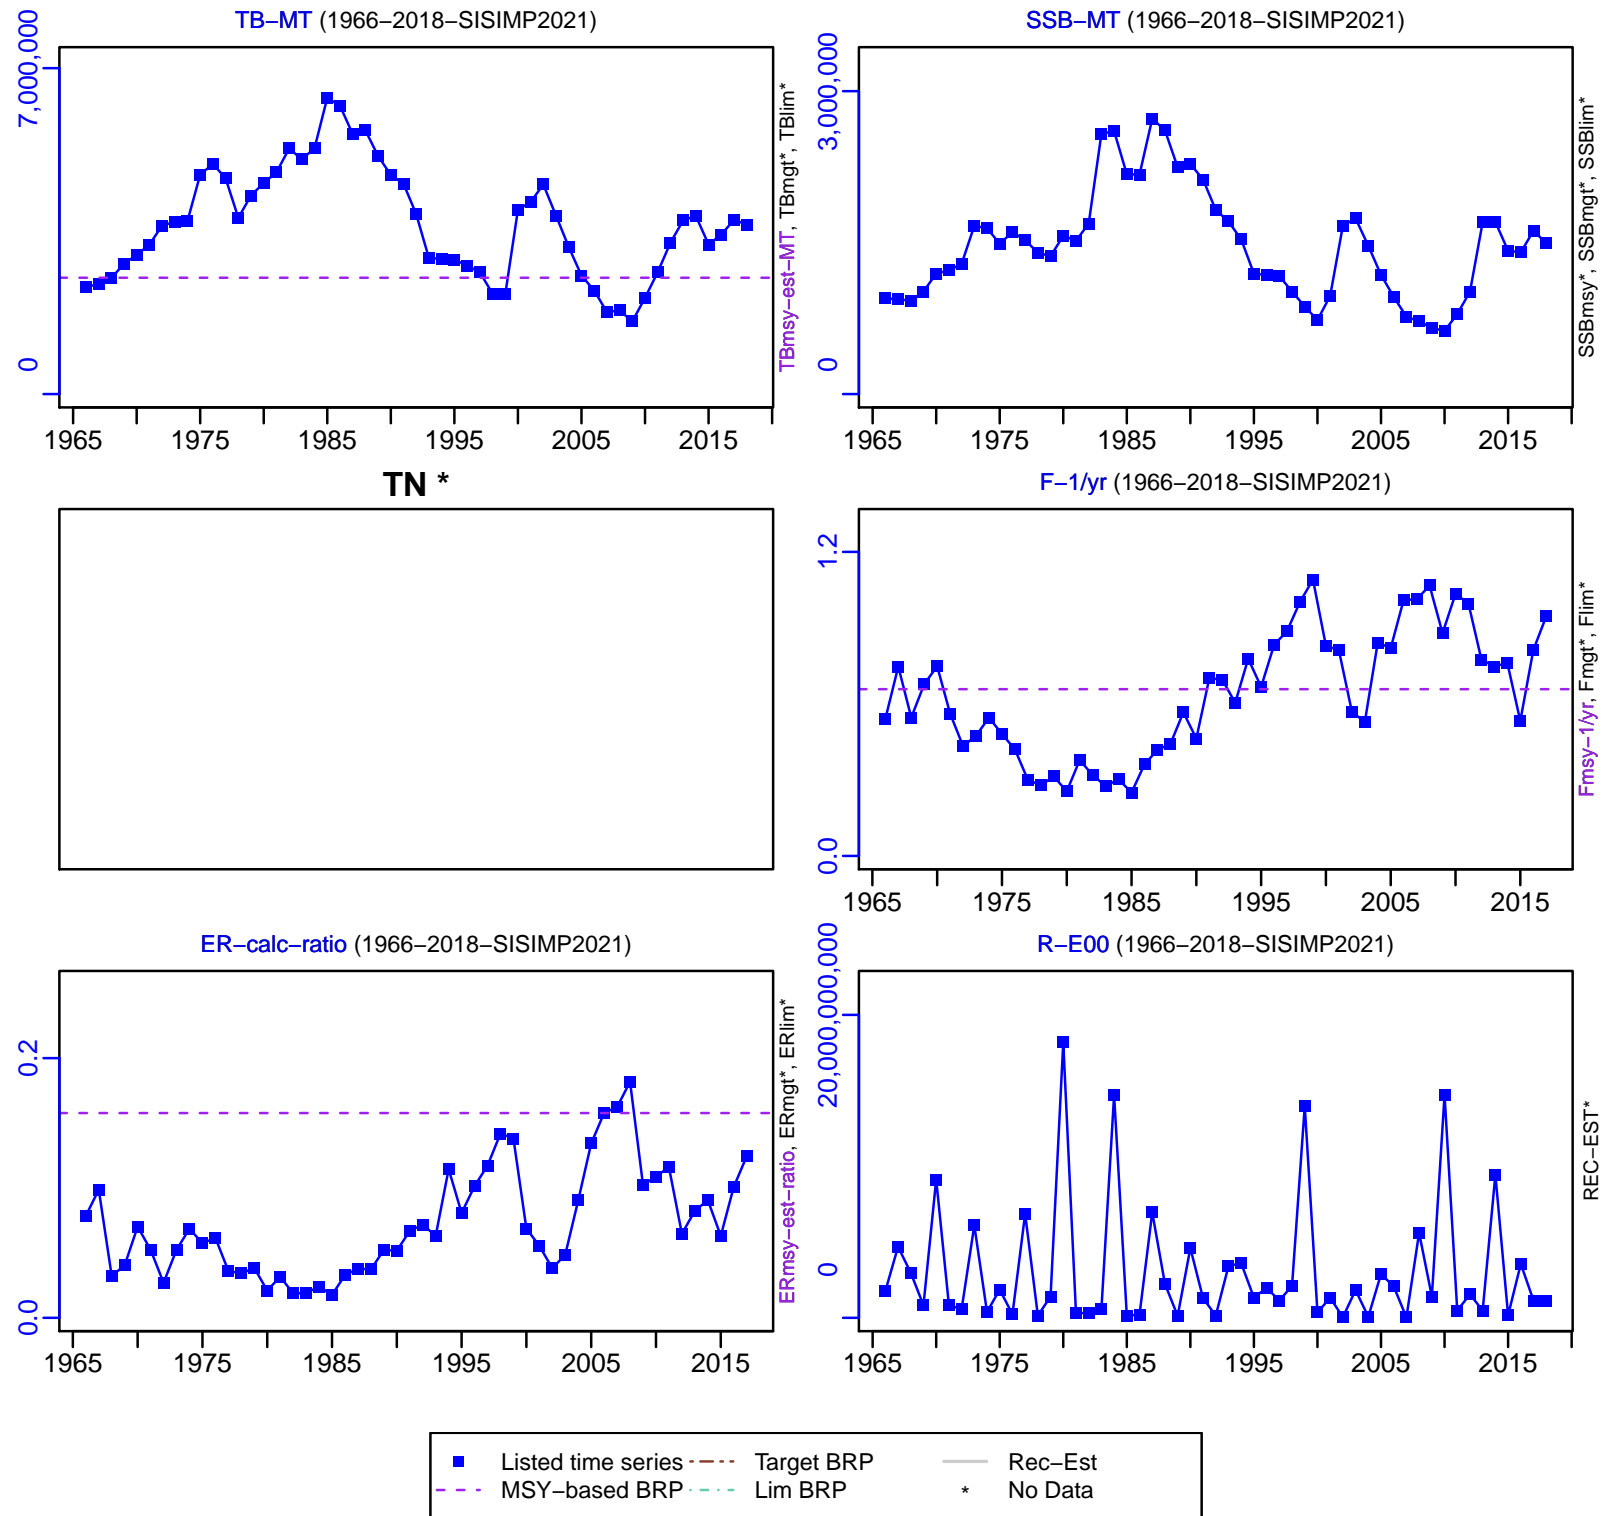 TB−MT (1966−2018−SISIMP2021)
7,000,000
0
TBmsy−est−MT, TBmgt*, TBlim*
1965 1975 1985 1995 2005 2015
SSB−MT (1966−2018−SISIMP2021)
3,000,000
0
SSBmsy*, SSBmgt*, SSBlim*
1965 1975 1985 1995 2005 2015
TN *
F−1/yr (1966−2018−SISIMP2021)
1.2
0.0
Fmsy−1/yr, Fmgt*, Flim*
1965 1975 1985 1995 2005 2015
ER−calc−ratio (1966−2018−SISIMP2021)
0.2
0.0
ERmsy−est−ratio, ERmgt*, ERlim*
1965 1975 1985 1995 2005 2015
R−E00 (1966−2018−SISIMP2021)
20,000,000,000
0
REC−EST*
1965 1975 1985 1995 2005 2015
Listed time series Target BRP Rec−Est
MSY−based BRP Lim BRP * No Data